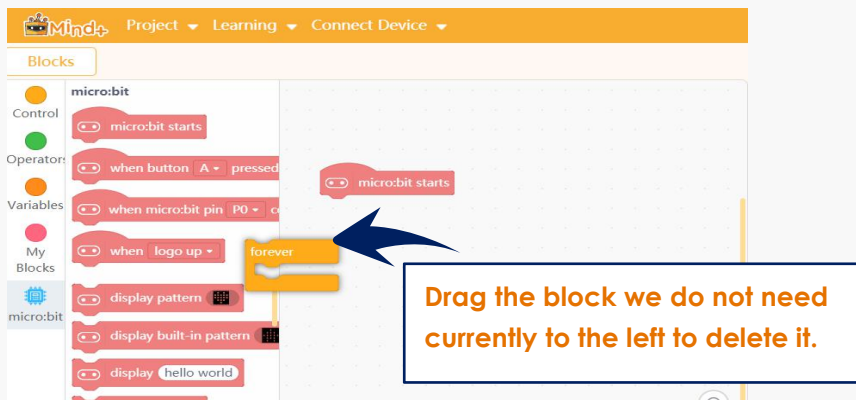 Mind+ Project Learning Connect Device
Blocks
Control
Operators
Variables
My
Blocks
micro:bit
micro:bit
micro:bit starts
when button A pressed
when micro:bit pin P0
when logo up
display pattern
display built-in pattern
display hello world
micro:bit starts
forever
Drag the block we do not need
currently to the left to delete it.